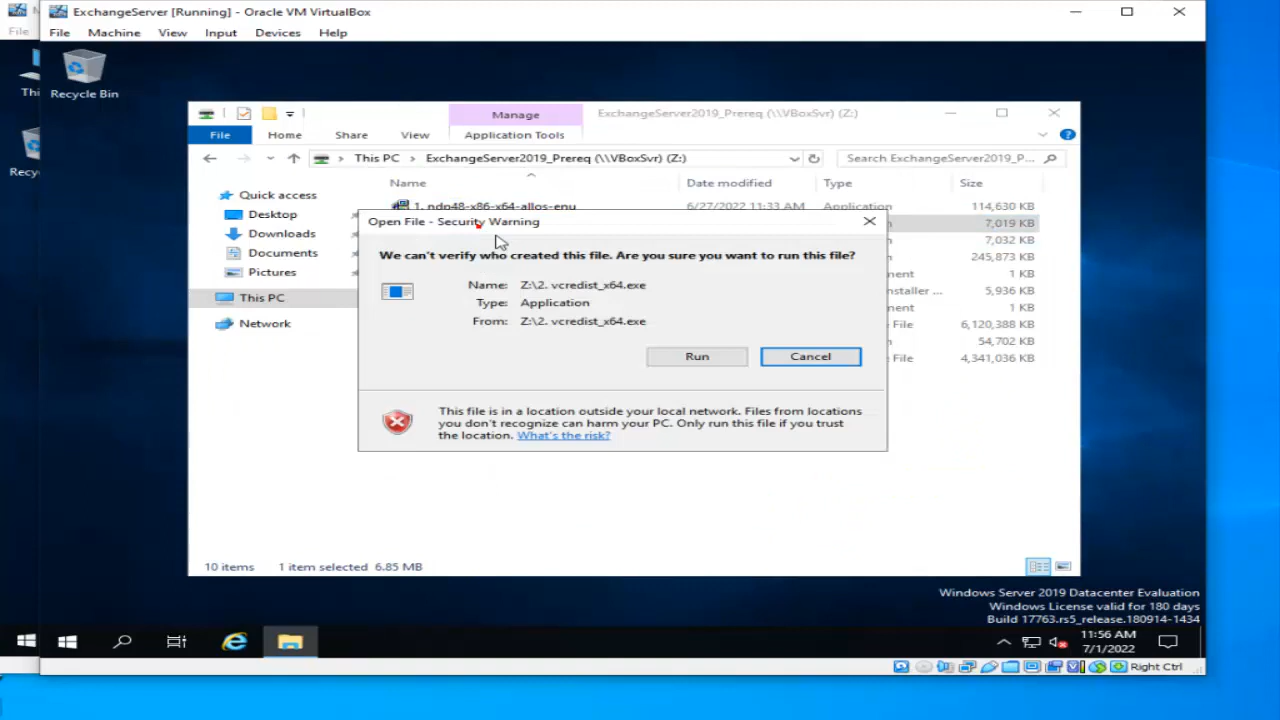 ExchangeServer [Running] - Oracle VM VirtualBox
File
File Machine View Input Devices Help
Recycle Bin
Thi
Recy
Manage
ExchangeServer2019_Prereq (\\VBoxSvr) (Z:)
File Home Share View Application Tools
This PC > ExchangeServer2019_Prereq (\\VBoxSvr) (Z:)
Search ExchangeServer2019_P...
Name Date modified Type Size
Quick access
Desktop
Downloads
Documents
Pictures
This PC
Network
1. ndp48-x86-x64-allos-enu 6/27/2022 11:33 AM Application 114,630 KB
n 7,019 KB
n 7,032 KB
n 245,873 KB
ment
nstaller ... 5,936 KB
File 6,120,388 KB
n 54,702 KB
File 4,341,036 KB
Open File - Security Warning
We can't verify who created this file. Are you sure you want to run this file?
Name: Z:\2. vcredist_x64.exe
Type: Application
From: Z:\2. vcredist_x64.exe
Run Cancel
This file is in a location outside your local network. Files from locations
you don't recognize can harm your PC. Only run this file if you trust
the location. What's the risk?
10 items 1 item selected 6.85 MB
Windows Server 2019 Datacenter Evaluation
Windows License valid for 180 days
Build 17763.rs5_release.180914-1434
11:56 AM
7/1/2022
Right Ctrl